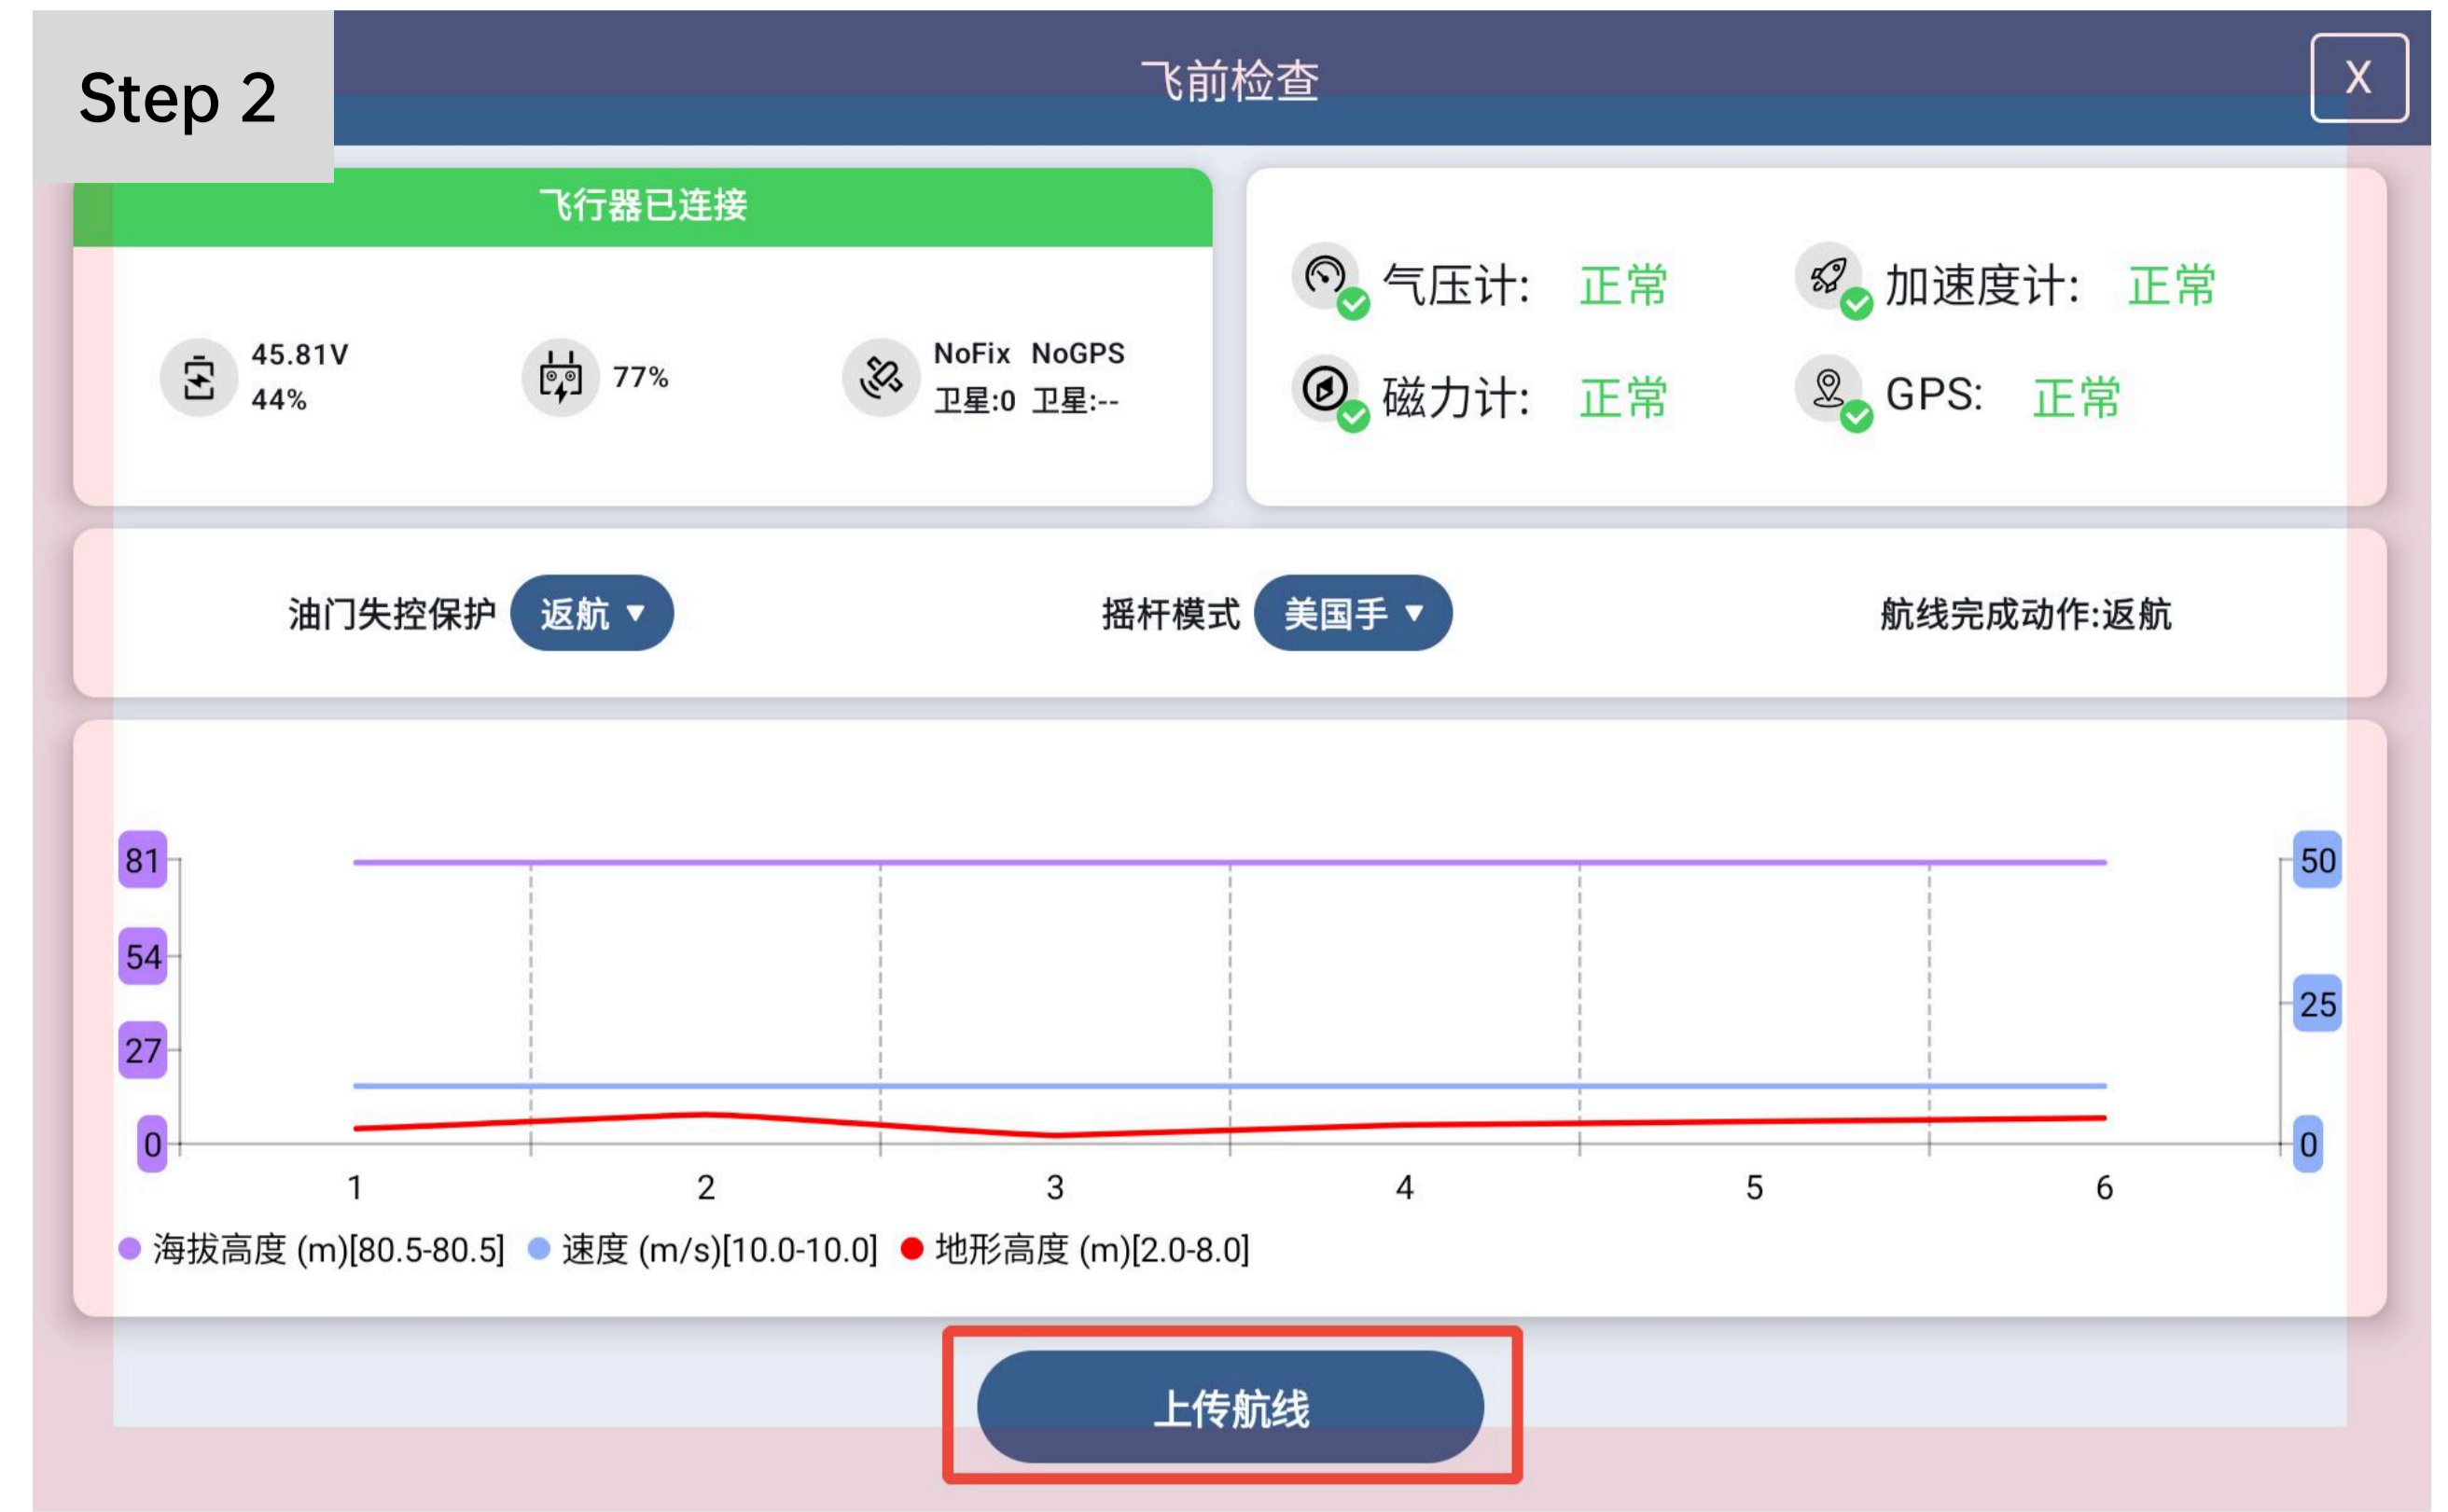 Step 2
飞前检查
X
飞行器已连接
45.81V
44%
77%
NoFix NoGPS
卫星:0 卫星:--
气压计: 正常
加速度计: 正常
磁力计: 正常
GPS: 正常
油门失控保护 返航
摇杆模式 美国手
航线完成动作:返航
81
54
27
0
50
25
0
1 2 3 4 5 6
海拔高度 (m)[80.5-80.5] 速度 (m/s)[10.0-10.0] 地形高度 (m)[2.0-8.0]
上传航线